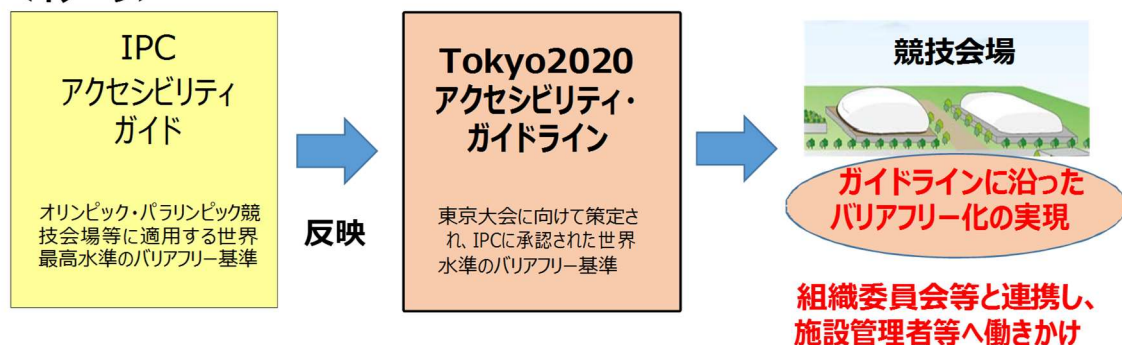 IPC
アクセシビリティ
ガイド
オリンピック・パラリンピック競
技会場等に適用する世界
最高水準のバリアフリー基準
反映
Tokyo2020
アクセシビリティ・
ガイドライン
東京大会に向けて策定さ
れ、IPCに承認された世界
水準のバリアフリー基準
競技会場
ガイドラインに沿った
バリアフリー化の実現
組織委員会等と連携し、
施設管理者等へ働きかけ